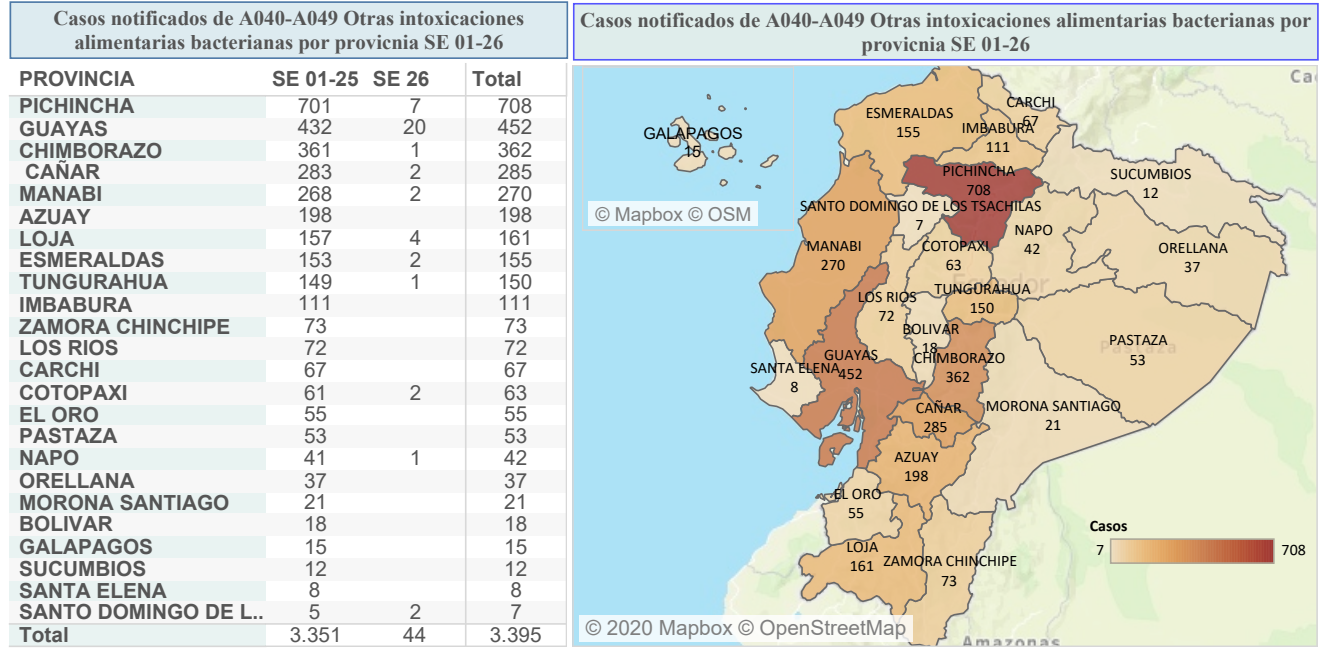 Casos notificados de A040-A049 Otras intoxicaciones
alimentarias bacterianas por provicnia SE 01-26
PROVINCIA SE 01-25 SE 26 Total
PICHINCHA 701 7 708
GUAYAS 432 20 452
CHIMBORAZO 361 1 362
CAÑAR 283 2 285
MANABI 268 2 270
AZUAY 198 198
LOJA 157 4 161
ESMERALDAS 153 2 155
TUNGURAHUA 149 1 150
IMBABURA 111 111
ZAMORA CHINCHIPE 73 73
LOS RIOS 72 72
CARCHI 67 67
COTOPAXI 61 2 63
EL ORO 55 55
PASTAZA 53 53
NAPO 41 1 42
ORELLANA 37 37
MORONA SANTIAGO 21 21
BOLIVAR 18 18
GALAPAGOS 15 15
SUCUMBIOS 12 12
SANTA ELENA 8 8
SANTO DOMINGO DE L.. 5 2 7
Total 3.351 44 3.395
Casos notificados de A040-A049 Otras intoxicaciones alimentarias bacterianas por
provicnia SE 01-26
Ca
CARCHI
67
ESMERALDAS
155
IMBABURA
111
GALAPAGOS
15
PICHINCHA
708
SUCUMBIOS
12
© Mapbox © OSM
SANTO DOMINGO DE LOS TSACHILAS
7
NAPO
42
MANABI
270
COTOPAXI
63
ORELLANA
37
Ecuador
TUNGURAHUA
150
LOS RIOS
72
BOLIVAR
18
PASTAZA
53
Pastaza
GUAYAS
452
CHIMBORAZO
362
SANTA ELENA
8
CAÑAR
285
MORONA SANTIAGO
21
AZUAY
198
EL ORO
55
LOJA
161
ZAMORA CHINCHIPE
73
Casos
7 708
© 2020 Mapbox © OpenStreetMap
Amazonas